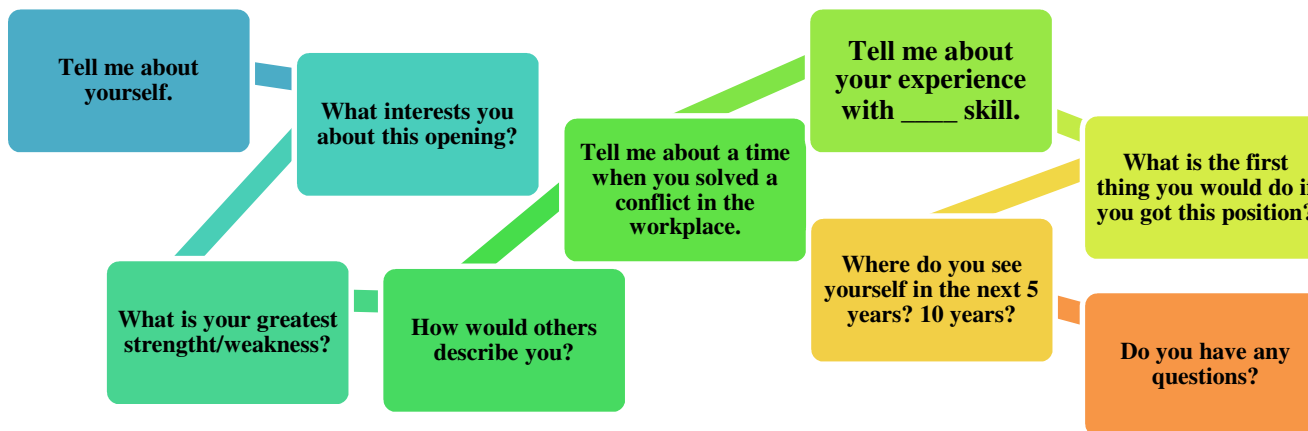 Tell me about
yourself.
What interests you
about this opening?
What is your greatest
strengtht/weakness?
How would others
describe you?
Tell me about a time
when you solved a
conflict in the
workplace.
Tell me about
your experience
with ____ skill.
What is the first
thing you would do if
you got this position?
Where do you see
yourself in the next 5
years? 10 years?
Do you have any
questions?